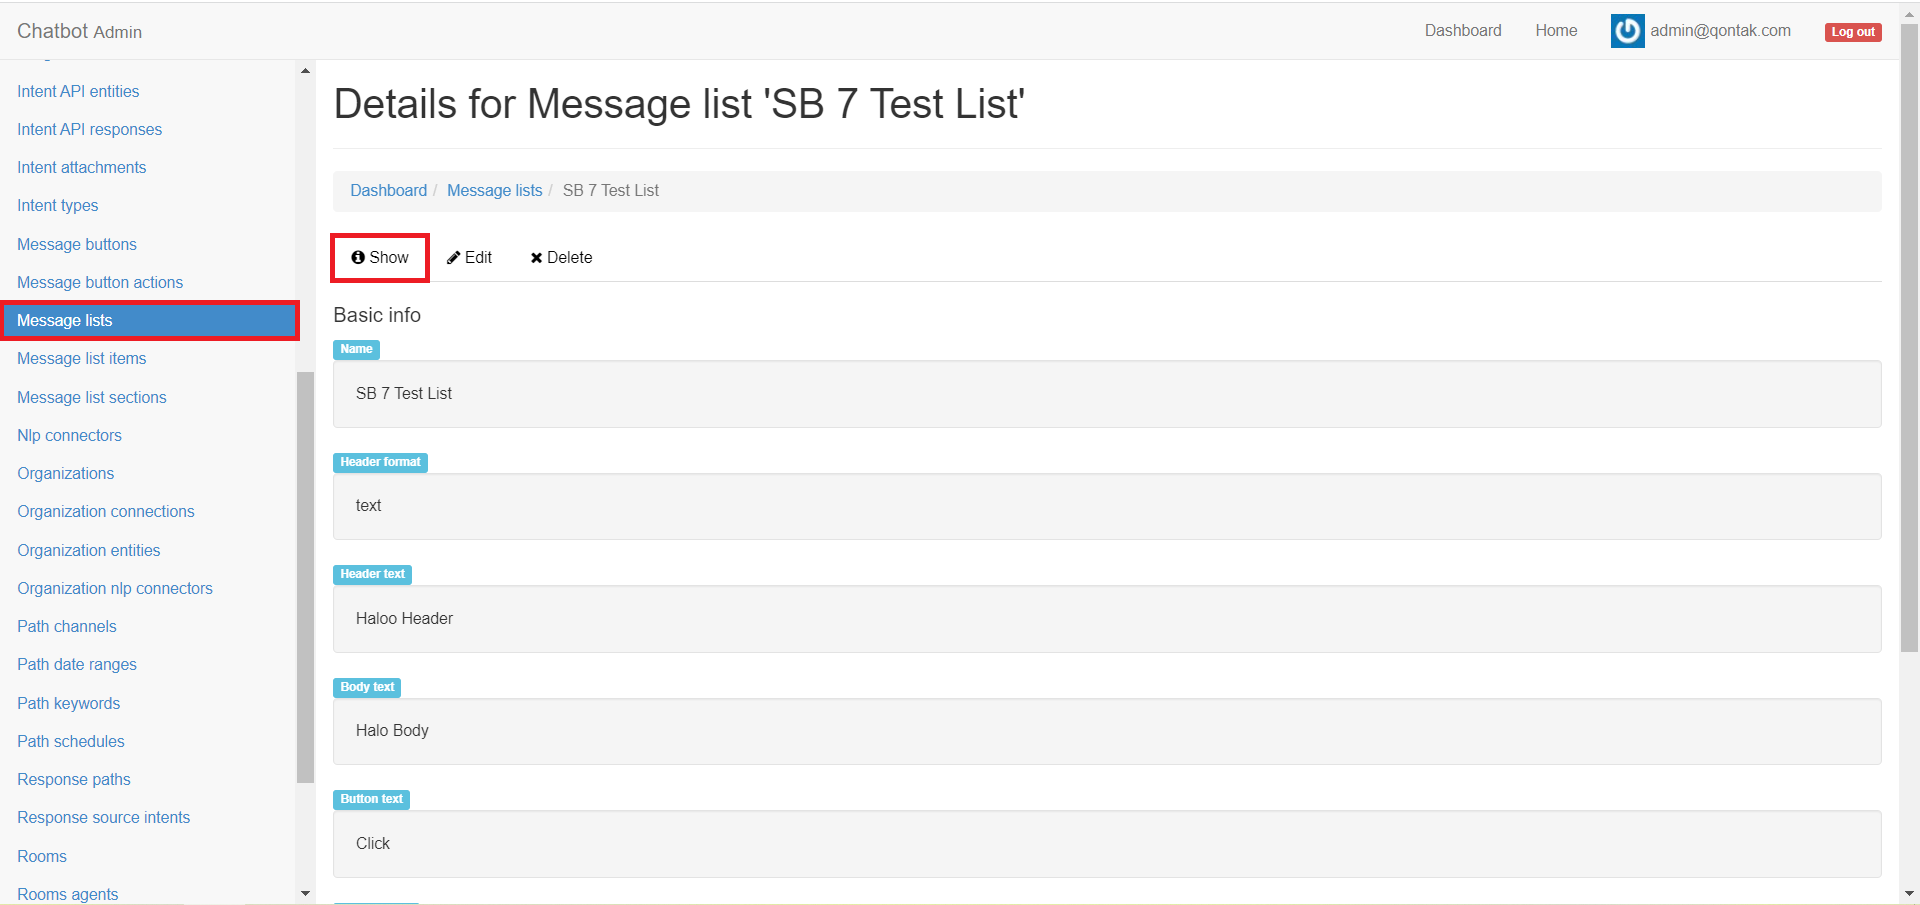 Chatbot Admin
Dashboard
Home
admin@qontak.com
Log out
Intent API entities
Intent API responses
Intent attachments
Intent types
Message buttons
Message button actions
Message lists
Message list items
Message list sections
Nlp connectors
Organizations
Organization connections
Organization entities
Organization nlp connectors
Path channels
Path date ranges
Path keywords
Path schedules
Response paths
Response source intents
Rooms
Rooms agents
Details for Message list 'SB 7 Test List'
Dashboard / Message lists / SB 7 Test List
Show
Edit
Delete
Basic info
Name
SB 7 Test List
Header format
text
Header text
Haloo Header
Body text
Halo Body
Button text
Click